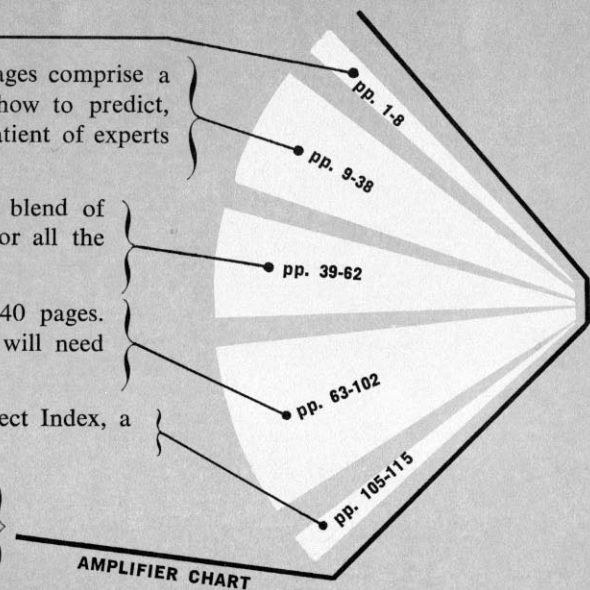 ages comprise a
how to predict,
atient of experts
blend of
or all the
40 pages.
will need
ect Index, a
pp. 1-8
pp. 9-38
pp. 39-62
pp. 63-102
pp. 105-115
AMPLIFIER CHART